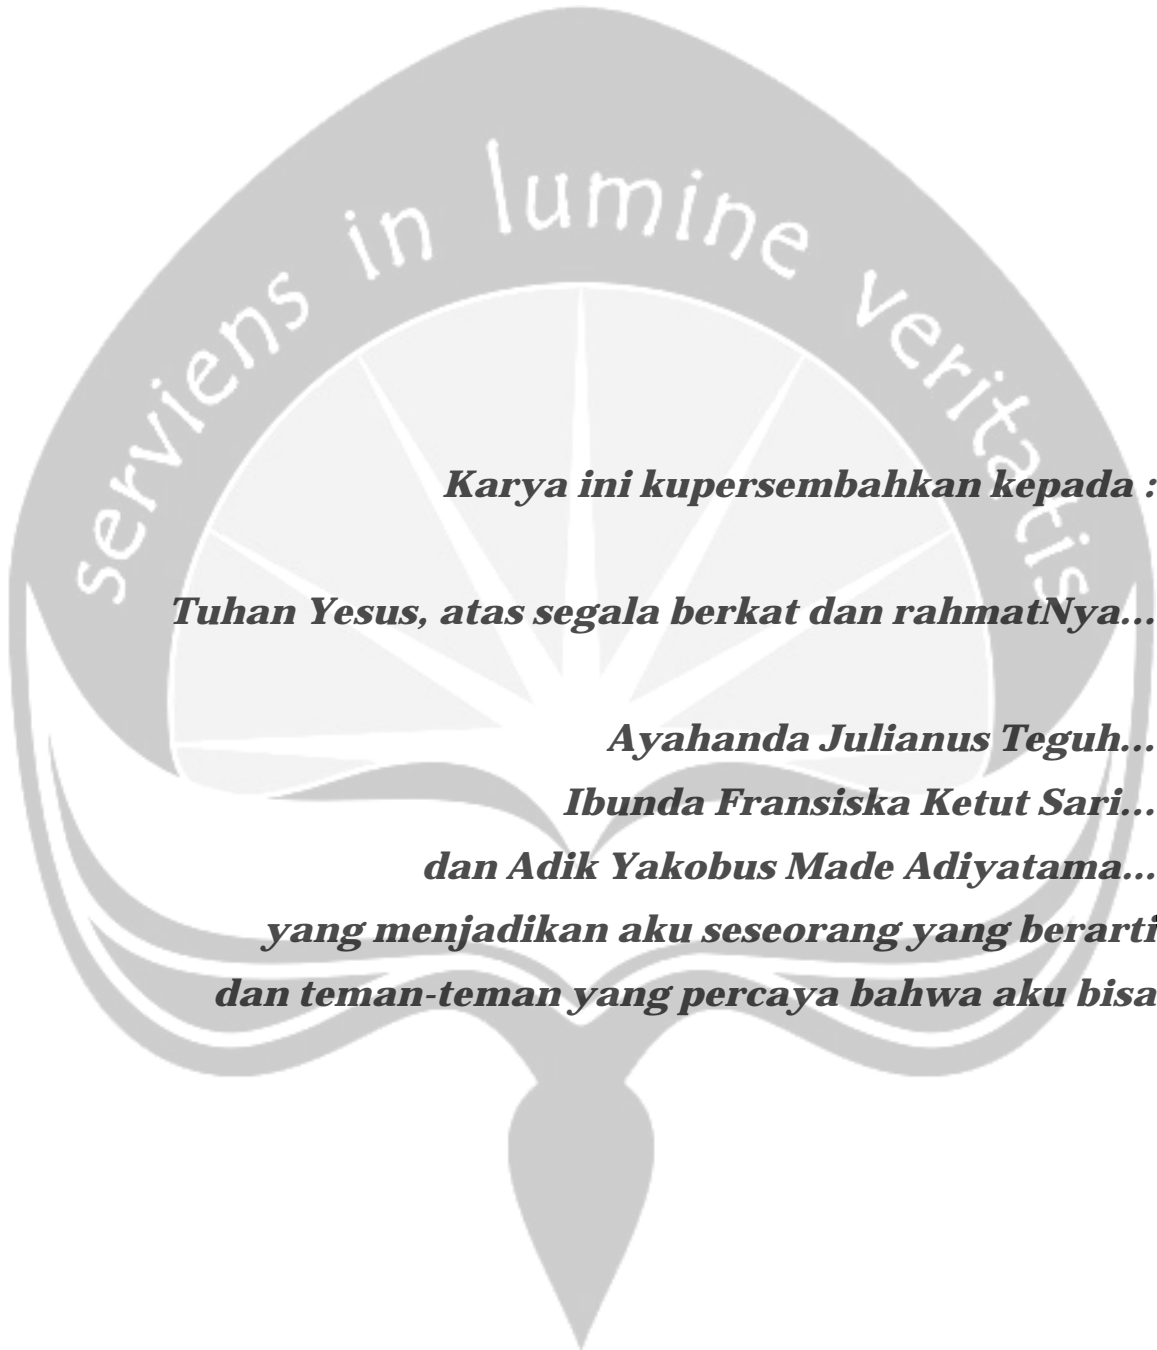 serviens in lumine veritatis
Karya ini kupersembahkan kepada :
Tuhan Yesus, atas segala berkat dan rahmatNya...
Ayahanda Julianus Teguh...
Ibunda Fransiska Ketut Sari...
dan Adik Yakobus Made Adiyatama...
yang menjadikan aku seseorang yang berarti
dan teman-teman yang percaya bahwa aku bisa